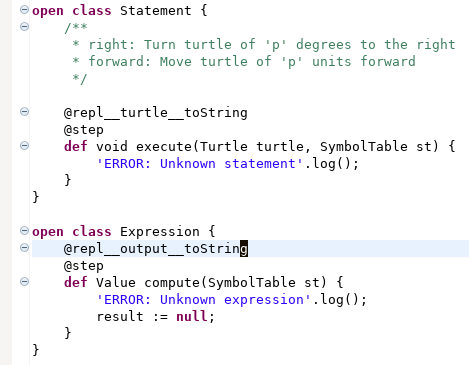 open class Statement {
    /**
     * right: Turn turtle of 'p' degrees to the right
     * forward: Move turtle of 'p' units forward
     */
    @repl__turtle__toString
    @step
    def void execute(Turtle turtle, SymbolTable st) {
        'ERROR: Unknown statement'.log();
    }
}
open class Expression {
    @repl__output__toString
    @step
    def Value compute(SymbolTable st) {
        'ERROR: Unknown expression'.log();
        result := null;
    }
}